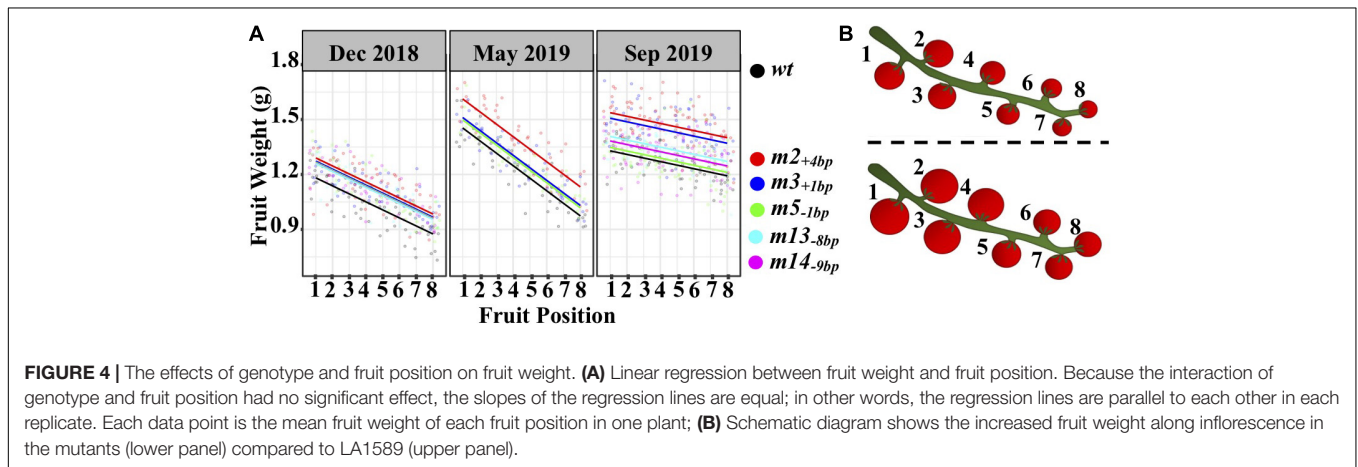 A
Dec 2018
May 2019
Sep 2019
1.8
1.5
1.2
0.9
Fruit Weight (g)
1 2 3 4 5 6 7 8
1 2 3 4 5 6 7 8
1 2 3 4 5 6 7 8
Fruit Position
wt
m2+4bp
m3+1bp
m5-1bp
m13-8bp
m14-9bp
B
1
2
3
4
5
6
7
8
1
2
3
4
5
6
7
8
FIGURE 4 | The effects of genotype and fruit position on fruit weight. (A) Linear regression between fruit weight and fruit position. Because the interaction of
genotype and fruit position had no significant effect, the slopes of the regression lines are equal; in other words, the regression lines are parallel to each other in each
replicate. Each data point is the mean fruit weight of each fruit position in one plant; (B) Schematic diagram shows the increased fruit weight along inflorescence in
the mutants (lower panel) compared to LA1589 (upper panel).